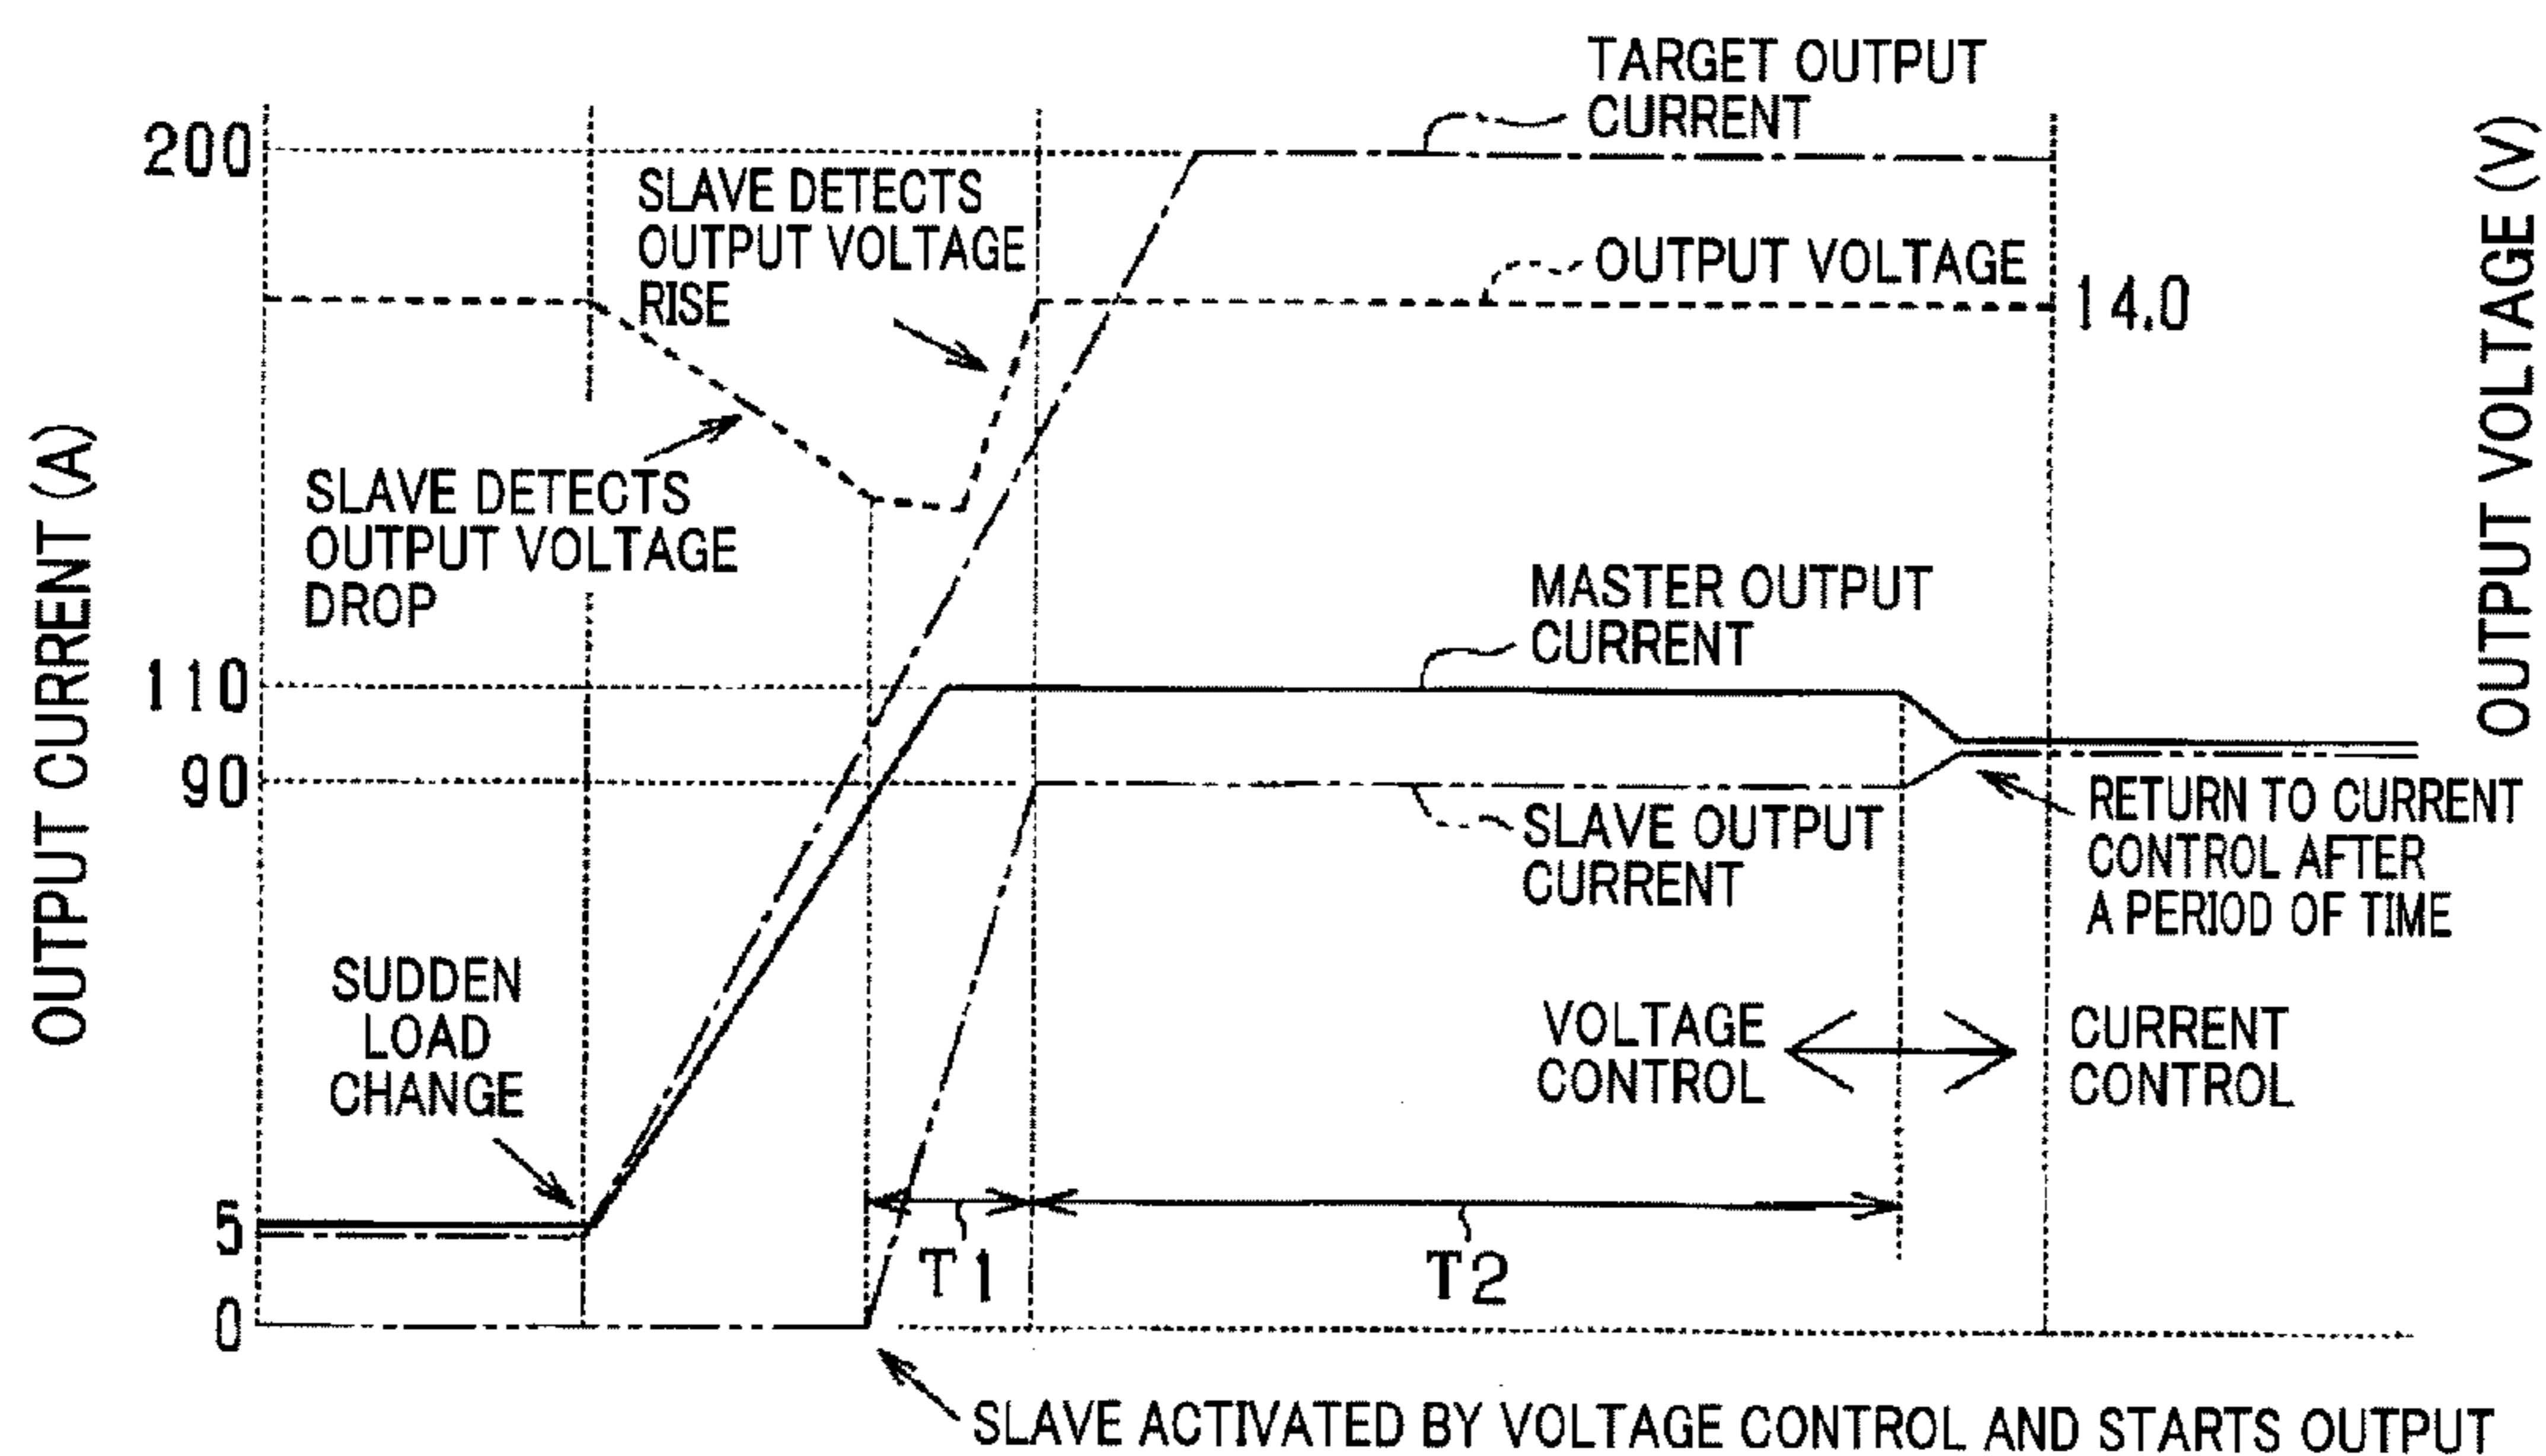 TARGET OUTPUT
CURRENT
200
SLAVE DETECTS
OUTPUT VOLTAGE
RISE
OUTPUT VOLTAGE
14.0
OUTPUT VOLTAGE (V)
OUTPUT CURRENT (A)
SLAVE DETECTS
OUTPUT VOLTAGE
DROP
MASTER OUTPUT
CURRENT
110
90
SLAVE OUTPUT
CURRENT
RETURN TO CURRENT
CONTROL AFTER
A PERIOD OF TIME
SUDDEN
LOAD
CHANGE
VOLTAGE
CONTROL
CURRENT
CONTROL
5
T1
T2
0
SLAVE ACTIVATED BY VOLTAGE CONTROL AND STARTS OUTPUT